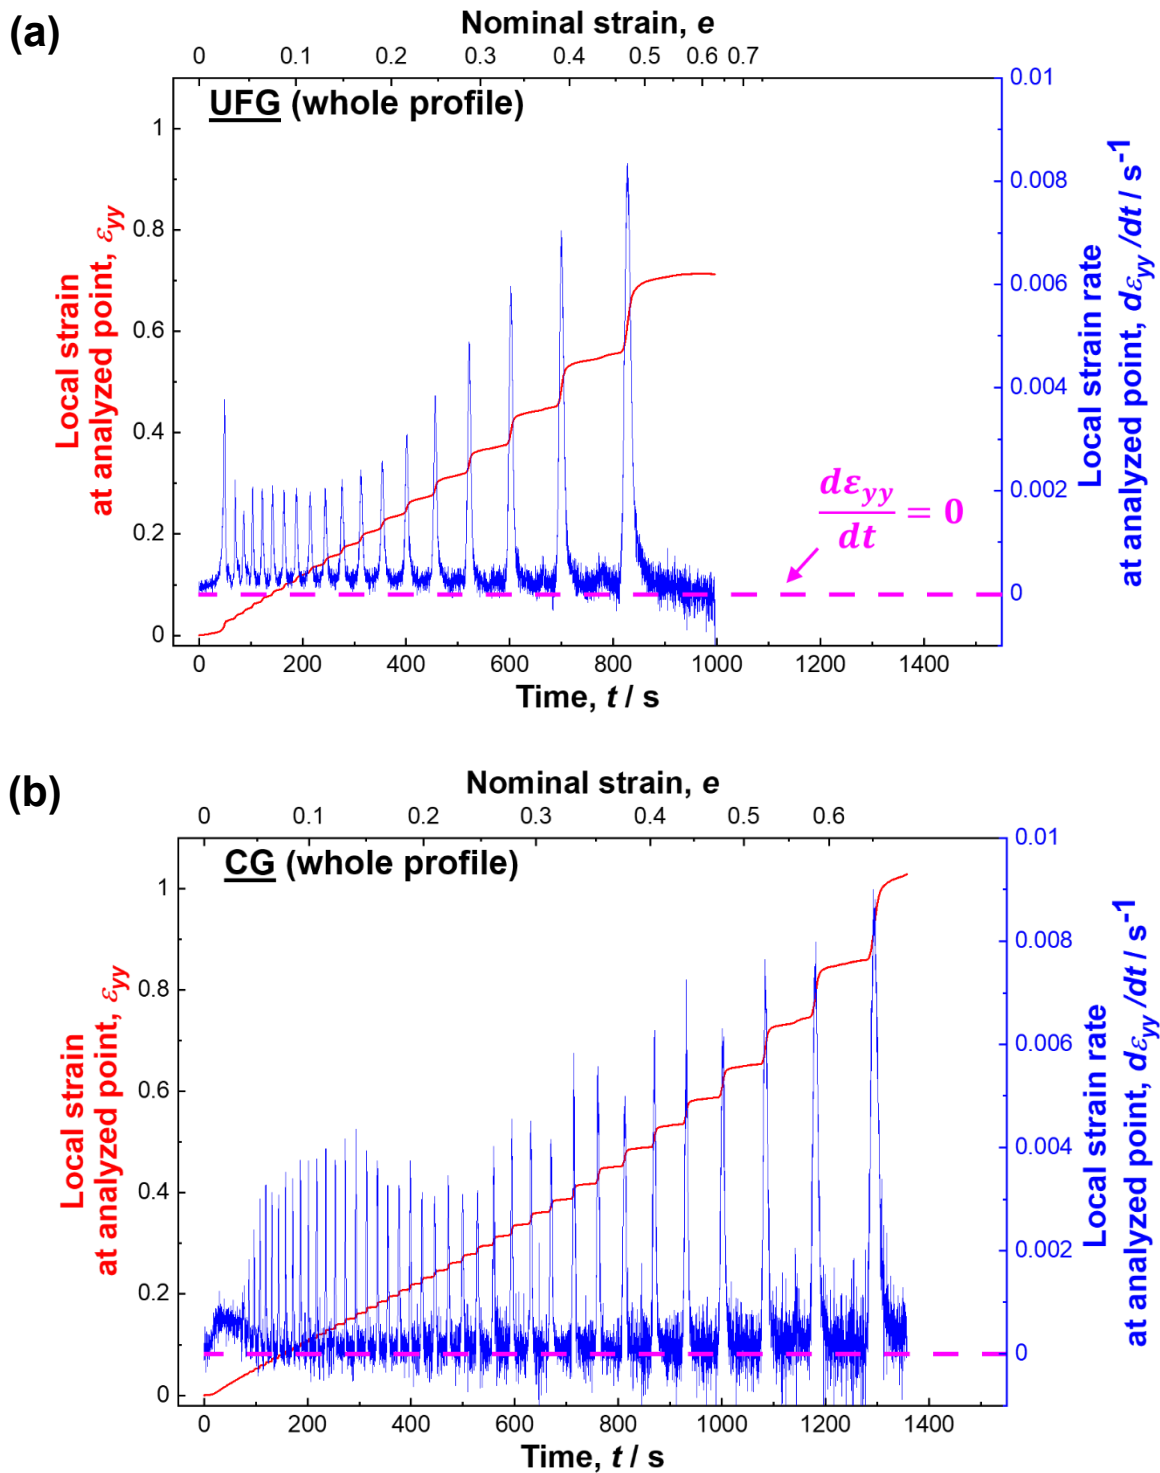 (a)
Nominal strain, e
0 0.1 0.2 0.3 0.4 0.5 0.6 0.7
UFG (whole profile)
0.01
1
0.008
0.8
0.006
0.6
0.004
0.4
0.002
0.2
0
0
Local strain
at analyzed point, εyy
Local strain rate
at analyzed point, dεyy/dt / s-1
dεyy
dt
= 0
0 200 400 600 800 1000 1200 1400
Time, t / s
(b)
Nominal strain, e
0 0.1 0.2 0.3 0.4 0.5 0.6
CG (whole profile)
0.01
1
0.008
0.8
0.006
0.6
0.004
0.4
0.002
0.2
0
0
Local strain
at analyzed point, εyy
Local strain rate
at analyzed point, dεyy/dt / s-1
0 200 400 600 800 1000 1200 1400
Time, t / s